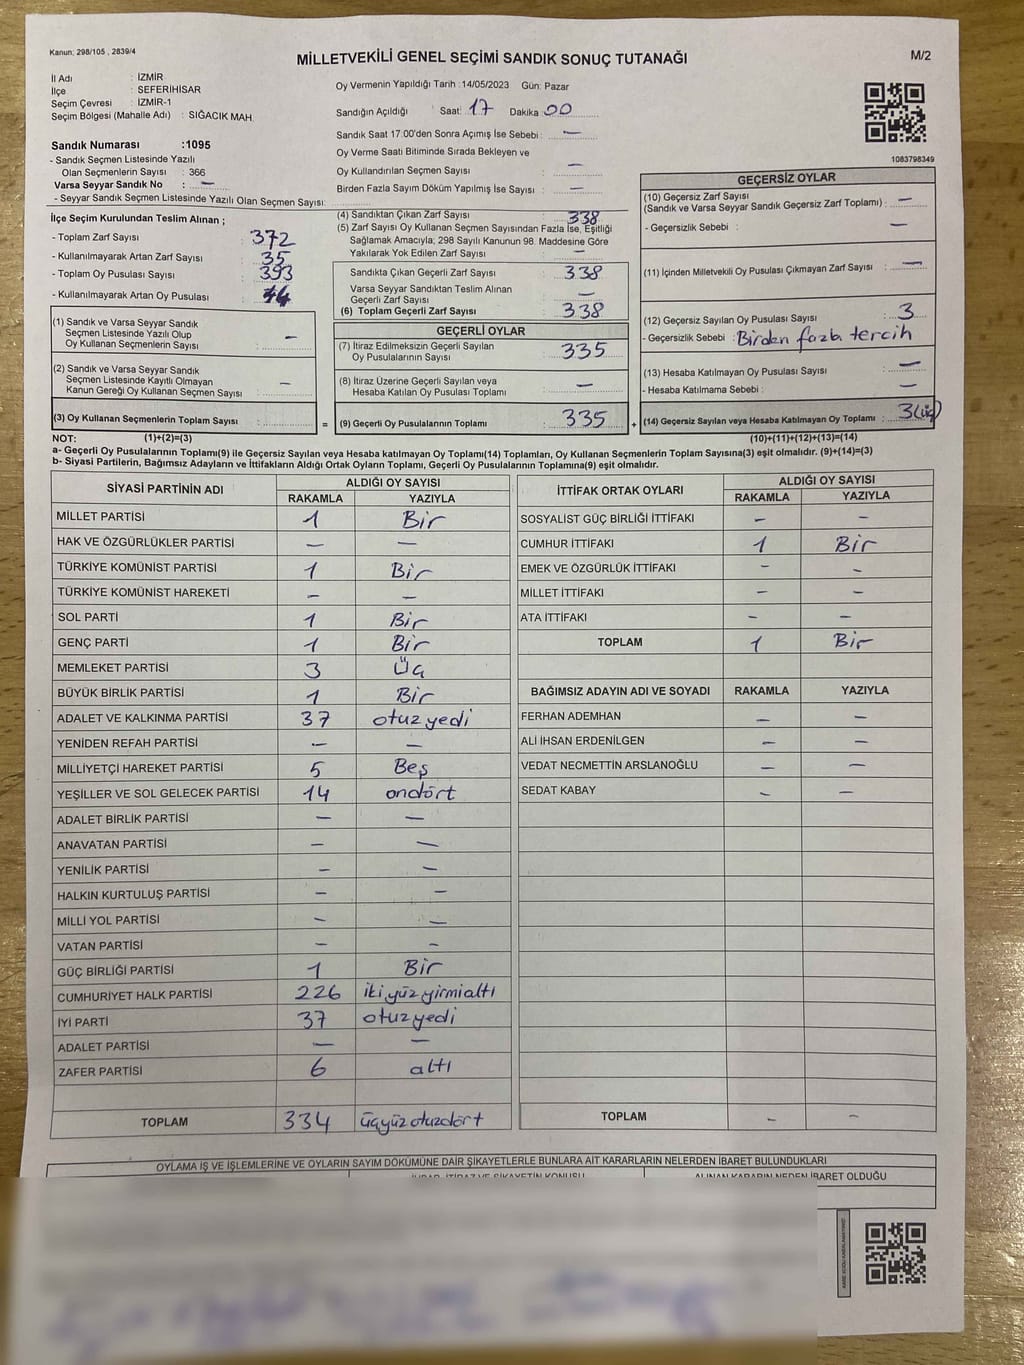 Kanun: 298/105 , 2839/4
MİLLETVEKİLİ GENEL SEÇİMİ SANDIK SONUÇ TUTANAĞI
M/2
İl Adı : İZMİR
İlçe : SEFERİHİSAR
Seçim Çevresi : İZMİR-1
Seçim Bölgesi (Mahalle Adı) : SIĞACIK MAH.
Oy Vermenin Yapıldığı Tarih :14/05/2023 Gün: Pazar
Sandığın Açıldığı Saat: 17 Dakika 00
Sandık Saat 17.00'den Sonra Açımış İse Sebebi : —
Oy Verme Saati Bitiminde Sırada Bekleyen ve
Oy Kullandırılan Seçmen Sayısı : —
Birden Fazla Sayım Döküm Yapılmış İse Sayısı : —
1083798349
Sandık Numarası :1095
- Sandık Seçmen Listesinde Yazılı
Olan Seçmenlerin Sayısı : 366
Varsa Seyyar Sandık No : —
- Seyyar Sandık Seçmen Listesinde Yazılı Olan Seçmen Sayısı:
İlçe Seçim Kurulundan Teslim Alınan ;
- Toplam Zarf Sayısı : 372
- Kullanılmayarak Artan Zarf Sayısı : 35
- Toplam Oy Pusulası Sayısı : 393
- Kullanılmayarak Artan Oy Pusulası :
(1) Sandık ve Varsa Seyyar Sandık
Seçmen Listesinde Yazılı Olup
Oy Kullanan Seçmenlerin Sayısı : —
(2) Sandık ve Varsa Seyyar Sandık
Seçmen Listesinde Kayıtlı Olmayan
Kanun Gereği Oy Kullanan Seçmen Sayısı : —
(3) Oy Kullanan Seçmenlerin Toplam Sayısı :
(4) Sandıktan Çıkan Zarf Sayısı : 338
(5) Zarf Sayısı Oy Kullanan Seçmen Sayısından Fazla İse, Eşitliği
Sağlamak Amacıyla; 298 Sayılı Kanunun 98. Maddesine Göre
Yakılarak Yok Edilen Zarf Sayısı : —
Sandıkta Çıkan Geçerli Zarf Sayısı : 338
Varsa Seyyar Sandıktan Teslim Alınan
Geçerli Zarf Sayısı : —
(6) Toplam Geçerli Zarf Sayısı : 338
GEÇERLİ OYLAR
(7) İtiraz Edilmeksizin Geçerli Sayılan
Oy Pusulalarının Sayısı : 335
(8) İtiraz Üzerine Geçerli Sayılan veya
Hesaba Katılan Oy Pusulası Toplamı : —
= (9) Geçerli Oy Pusulalarının Toplamı : 335
GEÇERSİZ OYLAR
(10) Geçersiz Zarf Sayısı
(Sandık ve Varsa Seyyar Sandık Geçersiz Zarf Toplamı) : —
- Geçersizlik Sebebi : —
(11) İçinden Milletvekili Oy Pusulası Çıkmayan Zarf Sayısı : —
(12) Geçersiz Sayılan Oy Pusulası Sayısı : 3
- Geçersizlik Sebebi : Birden fazla tercih
(13) Hesaba Katılmayan Oy Pusulası Sayısı : —
- Hesaba Katılmama Sebebi : —
+ (14) Geçersiz Sayılan veya Hesaba Katılmayan Oy Toplamı : 3(üç)
NOT: (1)+(2)=(3) (10)+(11)+(12)+(13)=(14)
a- Geçerli Oy Pusulalarının Toplamı(9) ile Geçersiz Sayılan veya Hesaba katılmayan Oy Toplamı(14) Toplamları, Oy Kullanan Seçmenlerin Toplam Sayısına(3) eşit olmalıdır. (9)+(14)=(3)
b- Siyasi Partilerin, Bağımsız Adayların ve İttifakların Aldığı Ortak Oyların Toplamı, Geçerli Oy Pusulalarının Toplamına(9) eşit olmalıdır.
SİYASİ PARTİNİN ADI ALDIĞI OY SAYISI
RAKAMLA YAZIYLA
MİLLET PARTİSİ 1 Bir
HAK VE ÖZGÜRLÜKLER PARTİSİ — —
TÜRKİYE KOMÜNİST PARTİSİ 1 Bir
TÜRKİYE KOMÜNİST HAREKETİ — —
SOL PARTİ 1 Bir
GENÇ PARTİ 1 Bir
MEMLEKET PARTİSİ 3 Üç
BÜYÜK BİRLİK PARTİSİ 1 Bir
ADALET VE KALKINMA PARTİSİ 37 otuzyedi
YENİDEN REFAH PARTİSİ — —
MİLLİYETÇİ HAREKET PARTİSİ 5 Beş
YEŞİLLER VE SOL GELECEK PARTİSİ 14 ondört
ADALET BİRLİK PARTİSİ — —
ANAVATAN PARTİSİ — —
YENİLİK PARTİSİ — —
HALKIN KURTULUŞ PARTİSİ — —
MİLLİ YOL PARTİSİ — —
VATAN PARTİSİ — —
GÜÇ BİRLİĞİ PARTİSİ 1 Bir
CUMHURİYET HALK PARTİSİ 226 ikiyüzyirmialtı
İYİ PARTİ 37 otuzyedi
ADALET PARTİSİ — —
ZAFER PARTİSİ 6 altı
TOPLAM 334 üçyüzotuzdört
İTTİFAK ORTAK OYLARI ALDIĞI OY SAYISI
RAKAMLA YAZIYLA
SOSYALİST GÜÇ BİRLİĞİ İTTİFAKI — —
CUMHUR İTTİFAKI 1 Bir
EMEK VE ÖZGÜRLÜK İTTİFAKI — —
MİLLET İTTİFAKI — —
ATA İTTİFAKI — —
TOPLAM 1 Bir
BAĞIMSIZ ADAYIN ADI VE SOYADI RAKAMLA YAZIYLA
FERHAN ADEMHAN — —
ALİ İHSAN ERDENİLGEN — —
VEDAT NECMETTİN ARSLANOĞLU — —
SEDAT KABAY — —
TOPLAM — —
OYLAMA İŞ VE İŞLEMLERİNE VE OYLARIN SAYIM DÖKÜMÜNE DAİR ŞİKAYETLERLE BUNLARA AİT KARARLARIN NELERDEN İBARET BULUNDUKLARI
İHBAR, İTİRAZ VE ŞİKAYETİN KONUSU ALINAN KARARIN NEDEN İBARET OLDUĞU